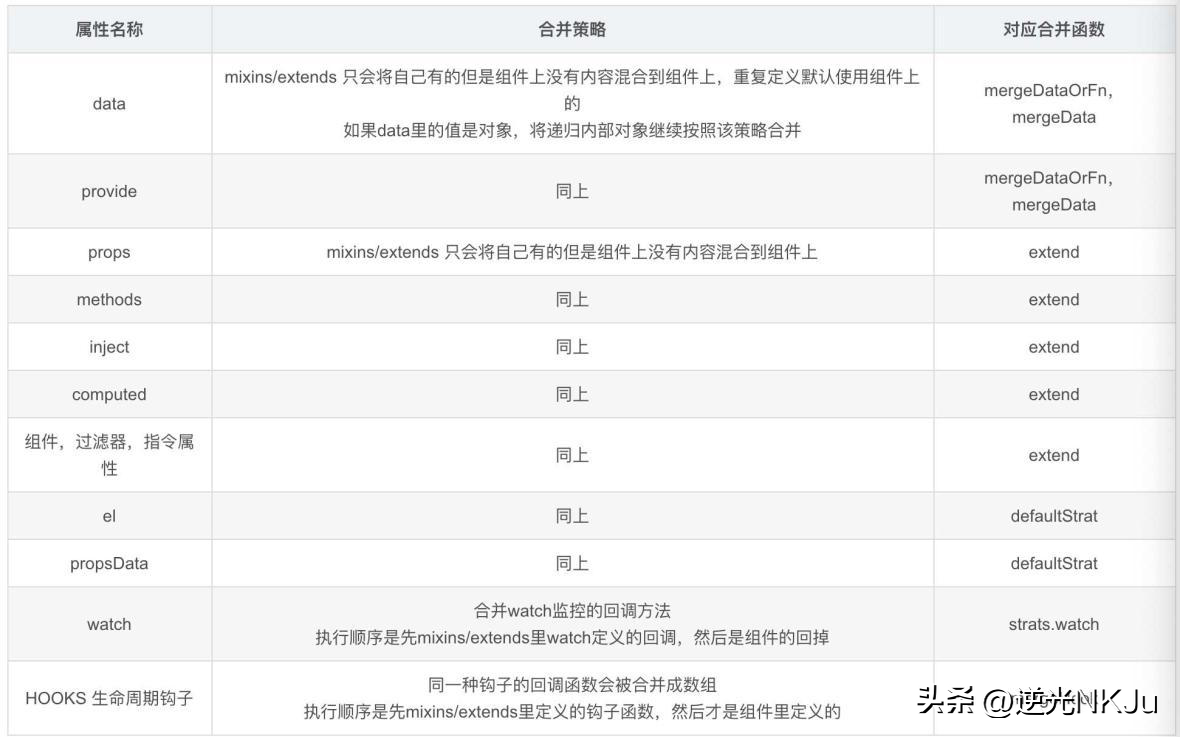 属性名称 合并策略 对应合并函数
data
mixins/extends 只会将自己有的但是组件上没有内容混合到组件上，重复定义默认使用组件上
的
如果data里的值是对象，将递归内部对象继续按照该策略合并
mergeDataOrFn，
mergeData
provide 同上
mergeDataOrFn，
mergeData
props mixins/extends 只会将自己有的但是组件上没有内容混合到组件上 extend
methods 同上 extend
inject 同上 extend
computed 同上 extend
组件，过滤器，指令属
性
同上 extend
el 同上 defaultStrat
propsData 同上 defaultStrat
watch
合并watch监控的回调方法
执行顺序是先mixins/extends里watch定义的回调，然后是组件的回掉
strats.watch
HOOKS 生命周期钩子
同一种钩子的回调函数会被合并成数组
执行顺序是先mixins/extends里定义的钩子函数，然后才是组件里定义的
头条 @逆光NKJu